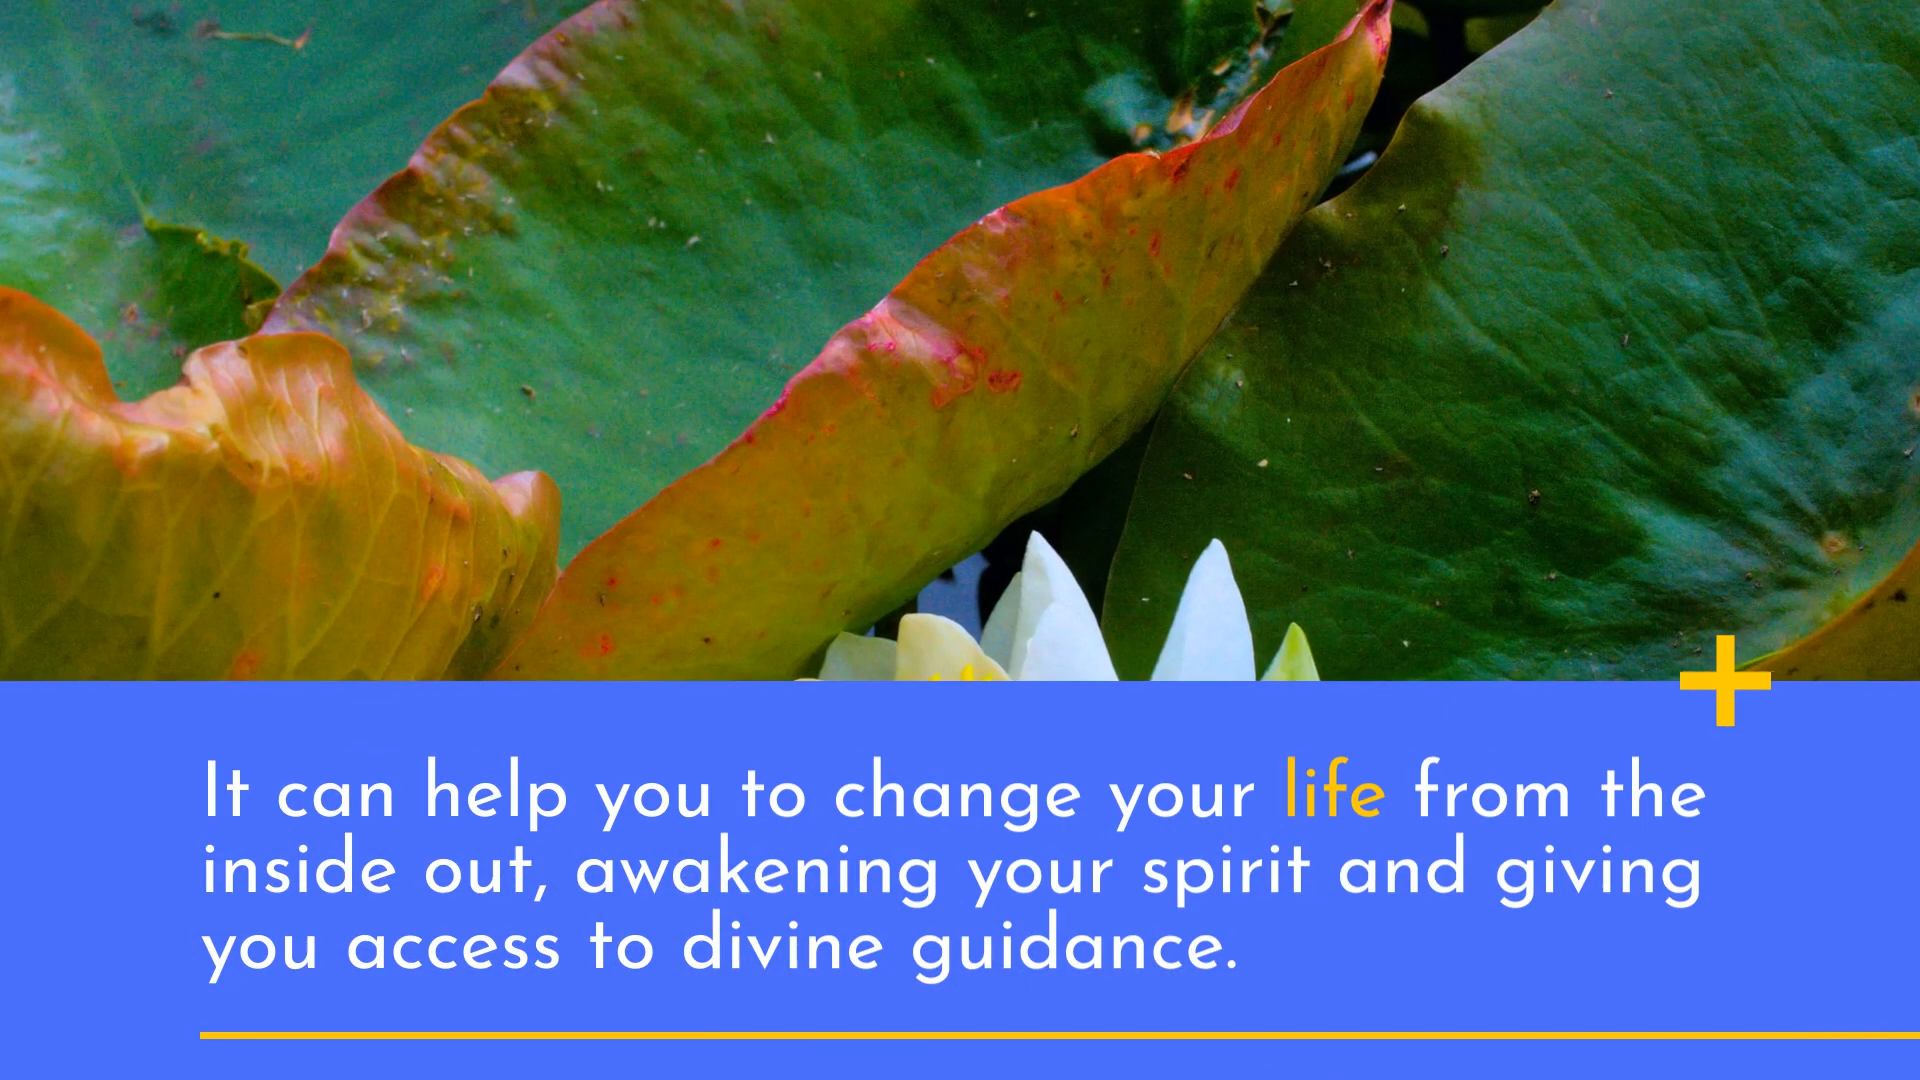 It can help you to change your life from the
inside out, awakening your spirit and giving
you access to divine guidance.